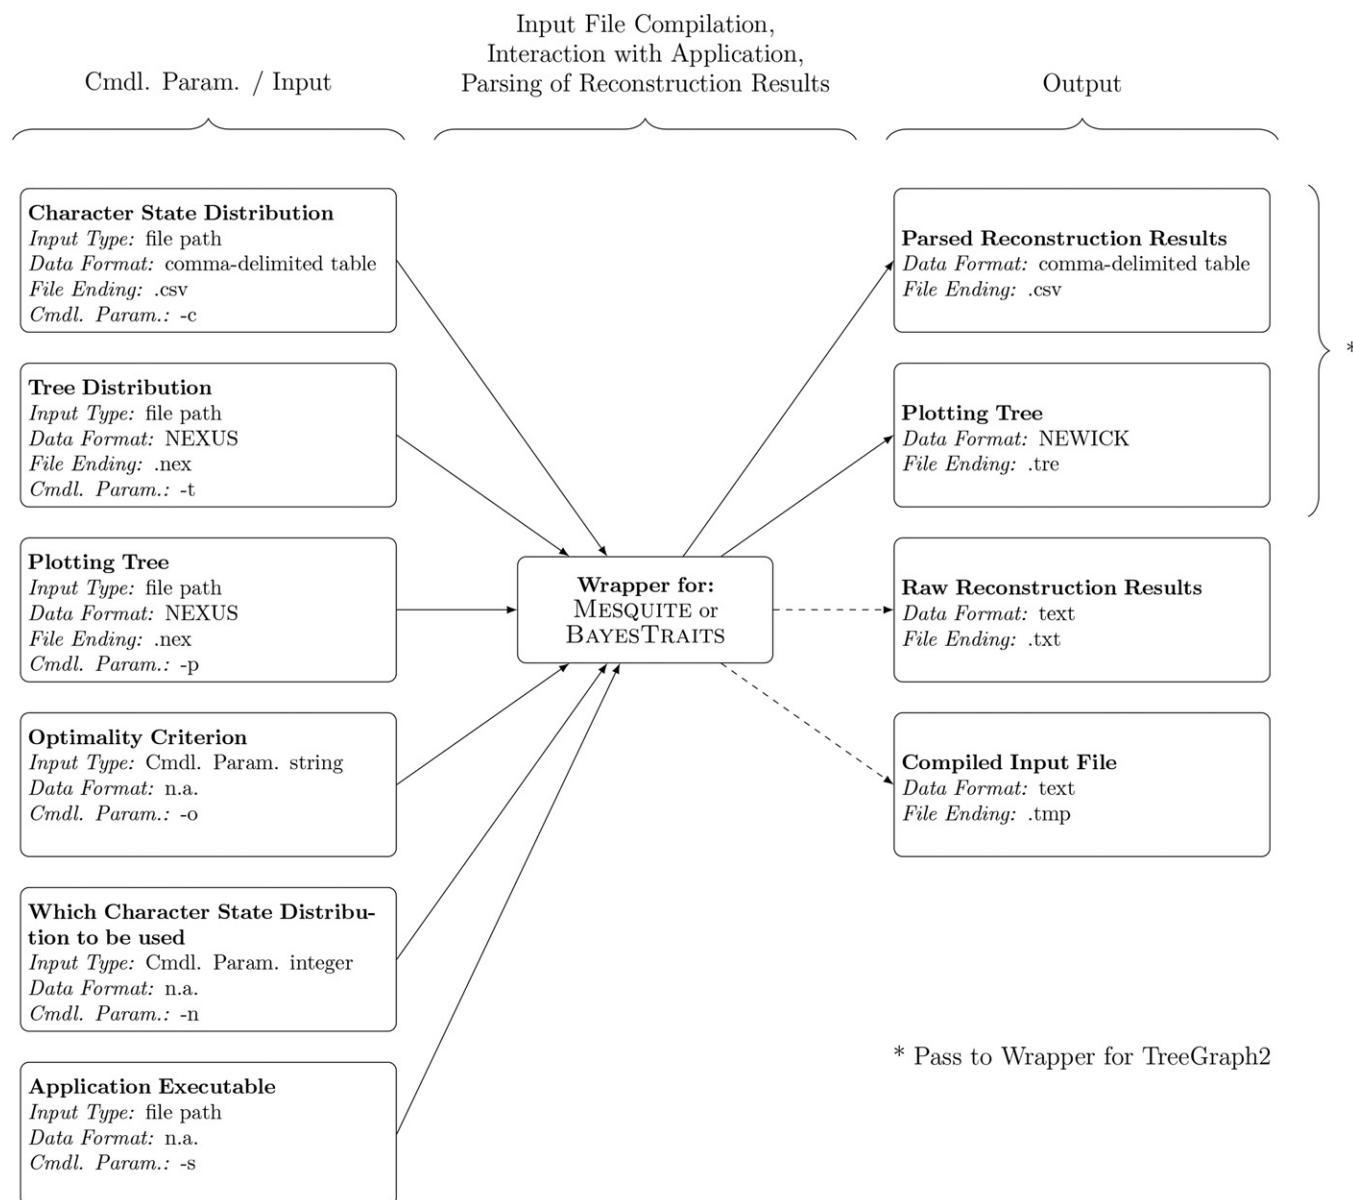 Input File Compilation,
Interaction with Application,
Parsing of Reconstruction Results
Cmdl. Param. / Input
Output
Character State Distribution
Input Type: file path
Data Format: comma-delimited table
File Ending: .csv
Cmdl. Param.: -c
Tree Distribution
Input Type: file path
Data Format: NEXUS
File Ending: .nex
Cmdl. Param.: -t
Plotting Tree
Input Type: file path
Data Format: NEXUS
File Ending: .nex
Cmdl. Param.: -p
Optimality Criterion
Input Type: Cmdl. Param. string
Data Format: n.a.
Cmdl. Param.: -o
Which Character State Distribu-
tion to be used
Input Type: Cmdl. Param. integer
Data Format: n.a.
Cmdl. Param.: -n
Application Executable
Input Type: file path
Data Format: n.a.
Cmdl. Param.: -s
Wrapper for:
MESQUITE or
BAYESTRAITS
Parsed Reconstruction Results
Data Format: comma-delimited table
File Ending: .csv
Plotting Tree
Data Format: NEWICK
File Ending: .tre
*
Raw Reconstruction Results
Data Format: text
File Ending: .txt
Compiled Input File
Data Format: text
File Ending: .tmp
* Pass to Wrapper for TreeGraph2